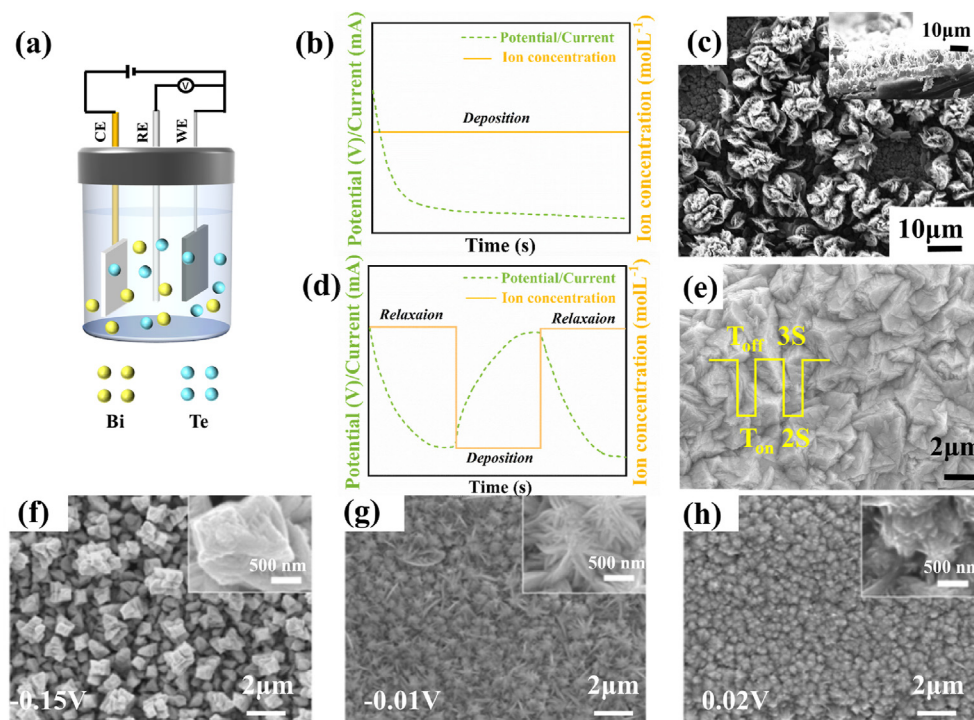 (a)
CE
RE
WE
V
Bi
Te
(b)
Potential (V)/Current (mA)
Potential/Current
Ion concentration
Deposition
Ion concentration (molL⁻¹)
Time (s)
(c)
10μm
10μm
(d)
Potential (V)/Current (mA)
Potential/Current
Ion concentration
Relaxaion
Relaxaion
Deposition
Ion concentration (molL⁻¹)
Time (s)
(e)
Toff 3S
Ton 2S
2μm
(f)
500 nm
-0.15V
2μm
(g)
500 nm
-0.01V
2μm
(h)
500 nm
0.02V
2μm